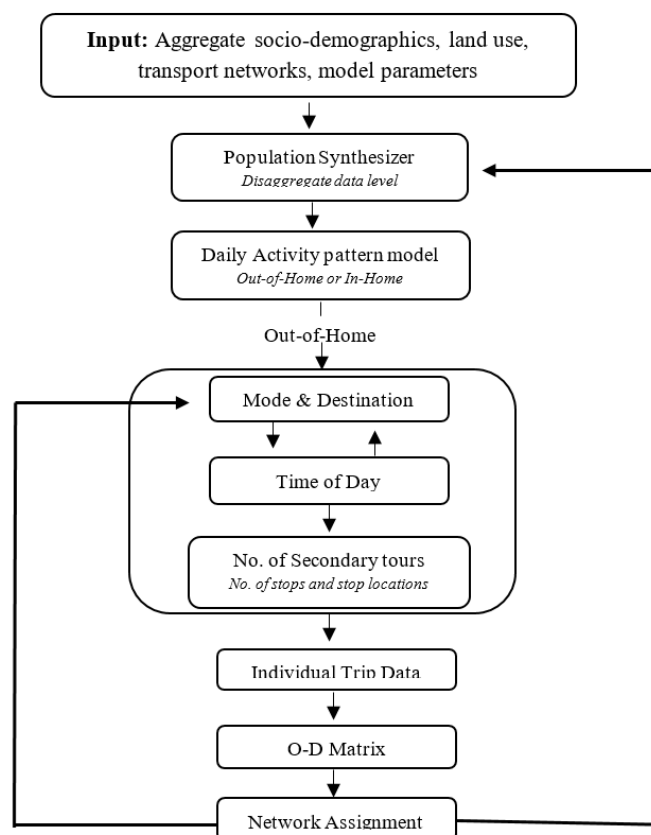 Input: Aggregate socio-demographics, land use,
transport networks, model parameters
Population Synthesizer
Disaggregate data level
Daily Activity pattern model
Out-of-Home or In-Home
Out-of-Home
Mode & Destination
Time of Day
No. of Secondary tours
No. of stops and stop locations
Individual Trip Data
O-D Matrix
Network Assignment